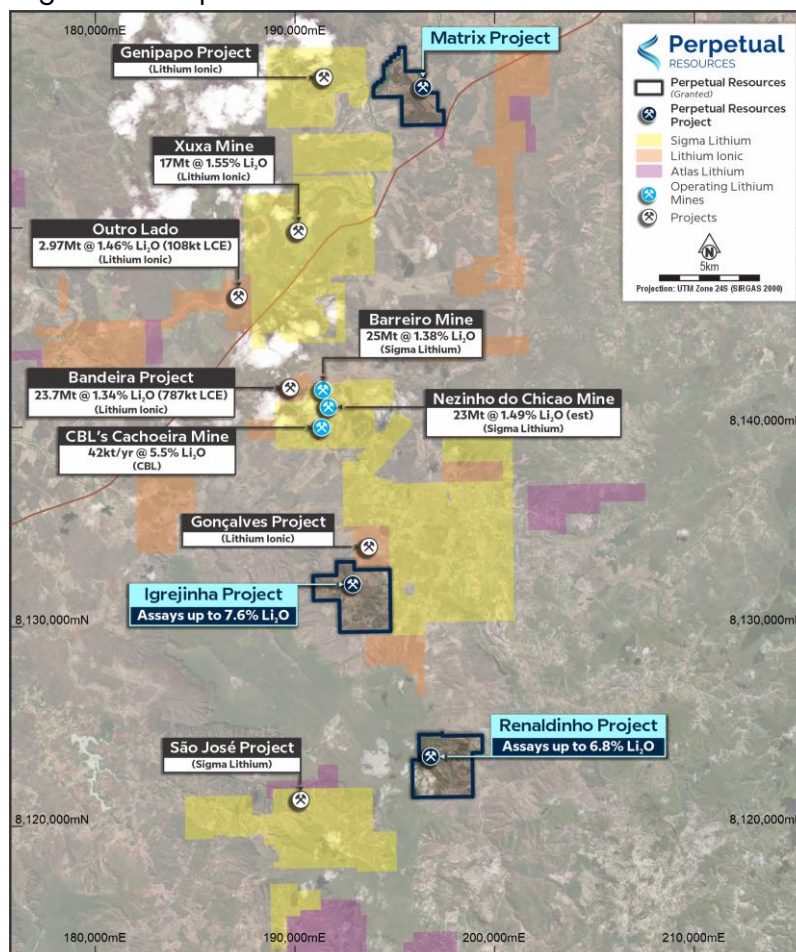 180,000mE
190,000mE
Genipapo Project
(Lithium Ionic)
Matrix Project
Perpetual
RESOURCES
Perpetual Resources
(Granted)
Perpetual Resources
Project
Sigma Lithium
Lithium Ionic
Atlas Lithium
Operating Lithium
Mines
Projects
N
5km
Projection: UTM Zone 24S (SIRGAS 2000)
Xuxa Mine
17Mt @ 1.55% Li₂O
(Lithium Ionic)
Outro Lado
2.97Mt @ 1.46% Li₂O (108kt LCE)
(Lithium Ionic)
Barreiro Mine
25Mt @ 1.38% Li₂O
(Sigma Lithium)
Bandeira Project
23.7Mt @ 1.34% Li₂O (787kt LCE)
(Lithium Ionic)
Nezinho do Chicao Mine
23Mt @ 1.49% Li₂O (est)
(Sigma Lithium)
8,140,000mN
CBL's Cachoeira Mine
42kt/yr @ 5.5% Li₂O
(CBL)
Gonçalves Project
(Lithium Ionic)
Igrejinha Project
Assays up to 7.6% Li₂O
8,130,000mN
8,130,000mN
Renaldinho Project
Assays up to 6.8% Li₂O
São José Project
(Sigma Lithium)
8,120,000mN
8,120,000mN
180,000mE
190,000mE
200,000mE
210,000mE